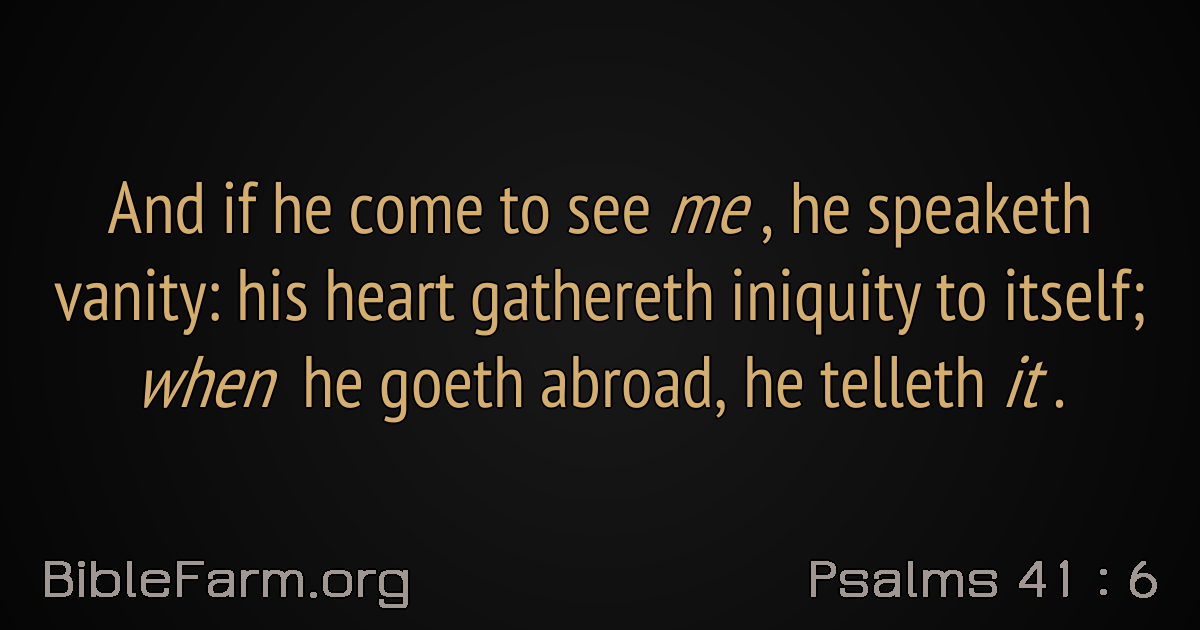 And if he come to see me , he speaketh
vanity: his heart gathereth iniquity to itself;
when he goeth abroad, he telleth it .
BibleFarm.org
Psalms 41 : 6